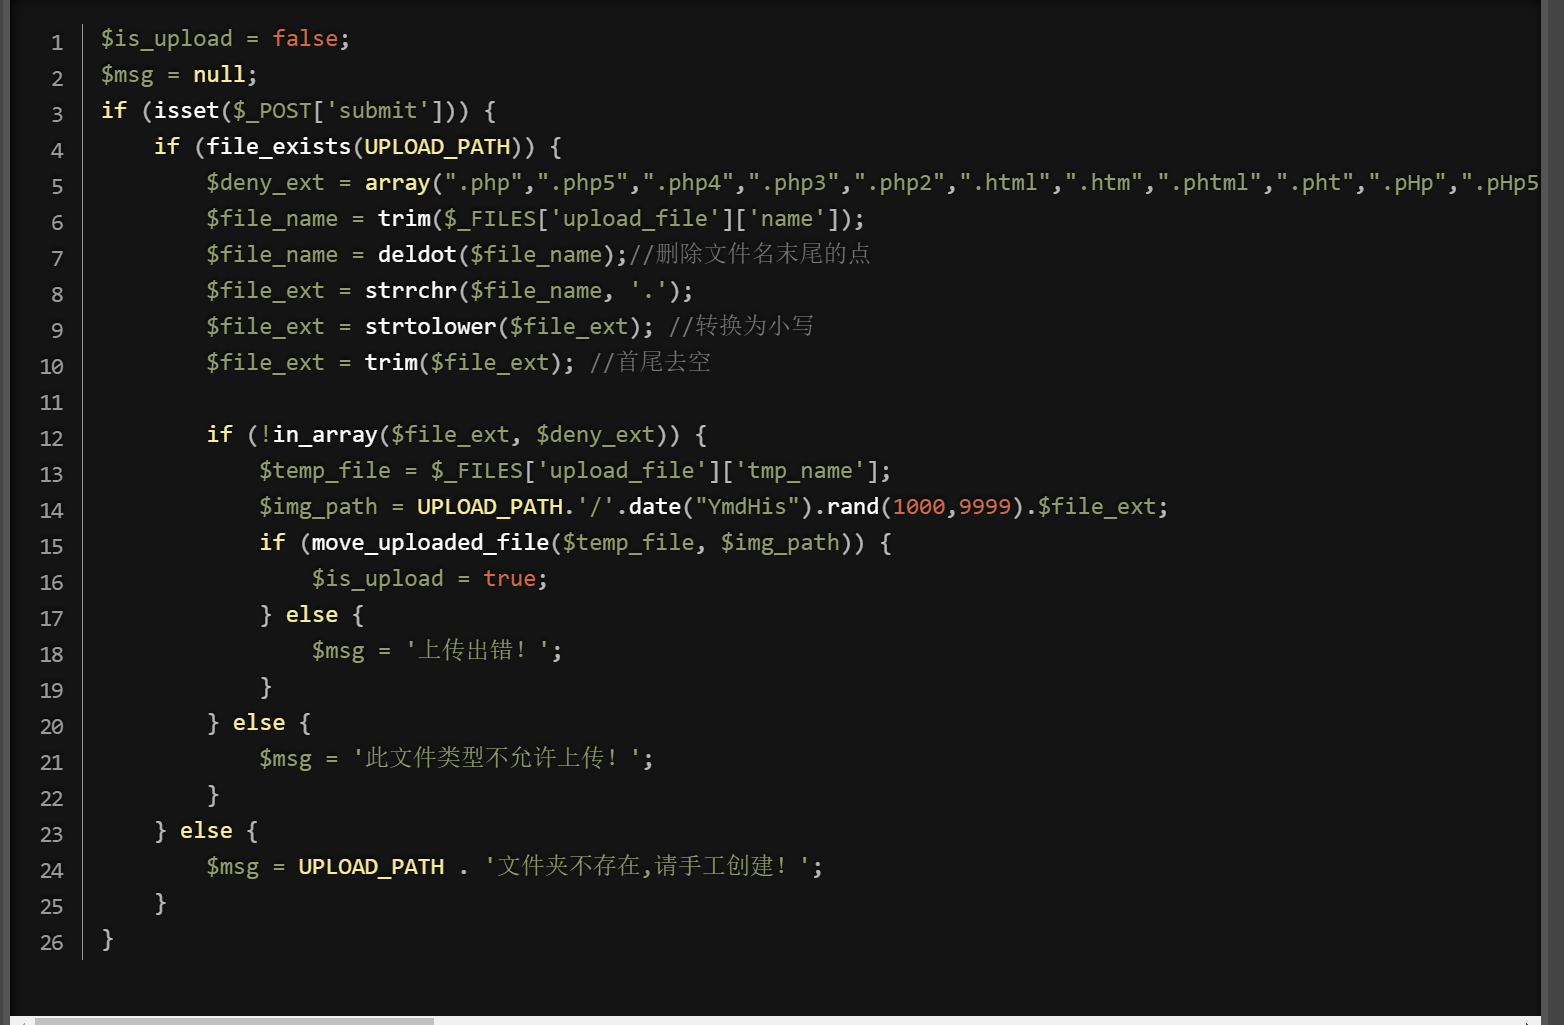 1 $is_upload = false;
2 $msg = null;
3 if (isset($_POST['submit'])) {
4     if (file_exists(UPLOAD_PATH)) {
5         $deny_ext = array(".php",".php5",".php4",".php3",".php2",".html",".htm",".phtml",".pht",".pHp",".pHp5
6         $file_name = trim($_FILES['upload_file']['name']);
7         $file_name = deldot($file_name);//删除文件名末尾的点
8         $file_ext = strrchr($file_name, '.');
9         $file_ext = strtolower($file_ext); //转换为小写
10         $file_ext = trim($file_ext); //首尾去空
11
12         if (!in_array($file_ext, $deny_ext)) {
13             $temp_file = $_FILES['upload_file']['tmp_name'];
14             $img_path = UPLOAD_PATH.'/'.date("YmdHis").rand(1000,9999).$file_ext;
15             if (move_uploaded_file($temp_file, $img_path)) {
16                 $is_upload = true;
17             } else {
18                 $msg = '上传出错！';
19             }
20         } else {
21             $msg = '此文件类型不允许上传！';
22         }
23     } else {
24         $msg = UPLOAD_PATH . '文件夹不存在,请手工创建！';
25     }
26 }